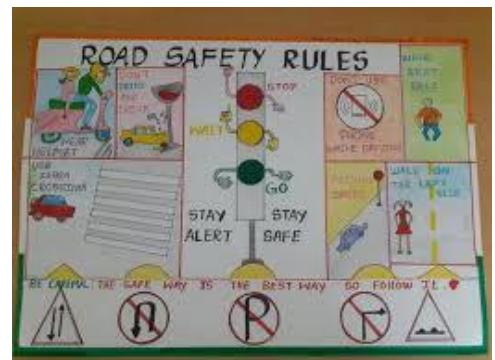 ROAD SAFETY RULES
WEAR
SEAT
BELT
DON'T
DRINK
AND
DRIVE
STOP
DON'T USE
PHONE
WHILE DRIVING
WAIT
WEAR
HELMET
USE
ZEBRA
CROSSING
GO
WALK ON
THE LEFT
SIDE
STAY STAY
ALERT SAFE
BE CAREFUL THE SAFE WAY IS THE BEST WAY SO FOLLOW IT.
P